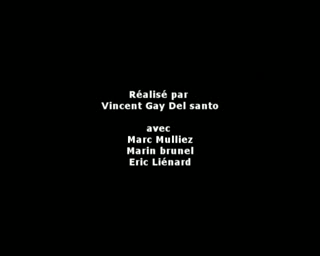 Réalisé par
Vincent Gay Del santo
avec
Marc Mulliez
Marin brunel
Eric Liénard